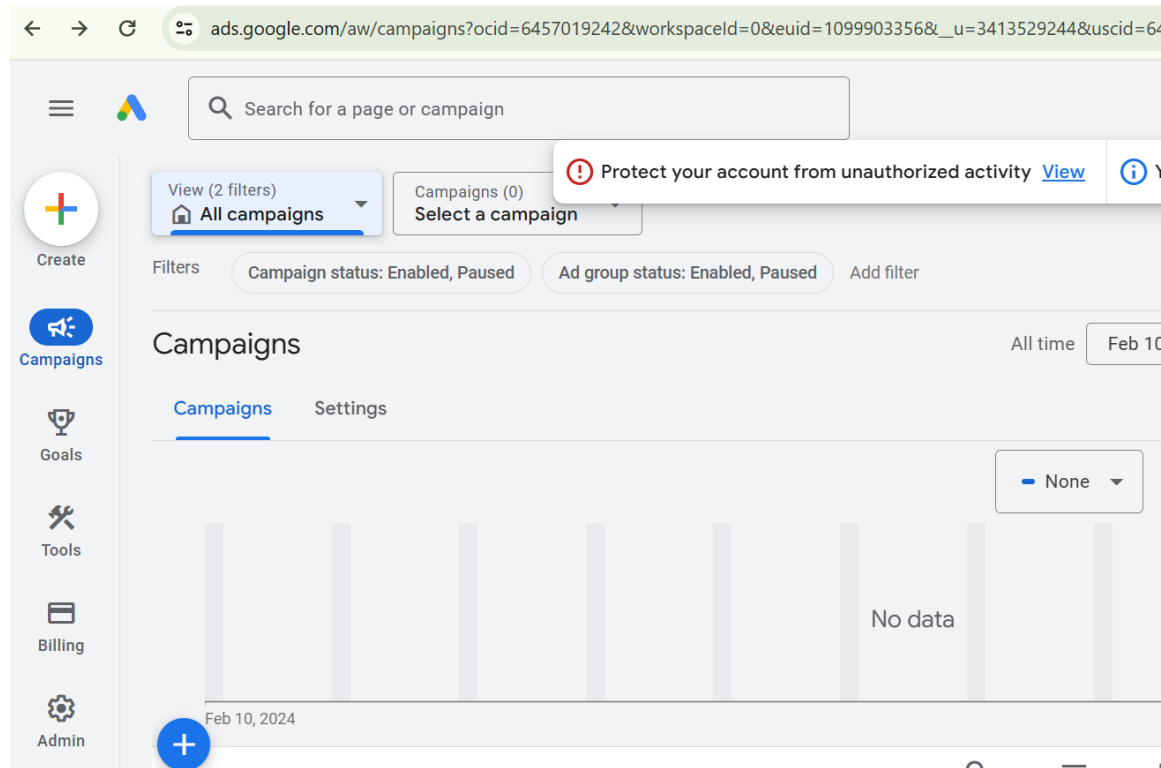 ads.google.com/aw/campaigns?ocid=6457019242&workspaceId=0&euid=1099903356&__u=3413529244&uscid=64
Search for a page or campaign
Protect your account from unauthorized activity View
View (2 filters)
All campaigns
Campaigns (0)
Select a campaign
Create
Filters
Campaign status: Enabled, Paused
Ad group status: Enabled, Paused
Add filter
Campaigns
Campaigns
All time
Feb 10
Campaigns
Settings
Goals
None
Tools
No data
Billing
Feb 10, 2024
Admin